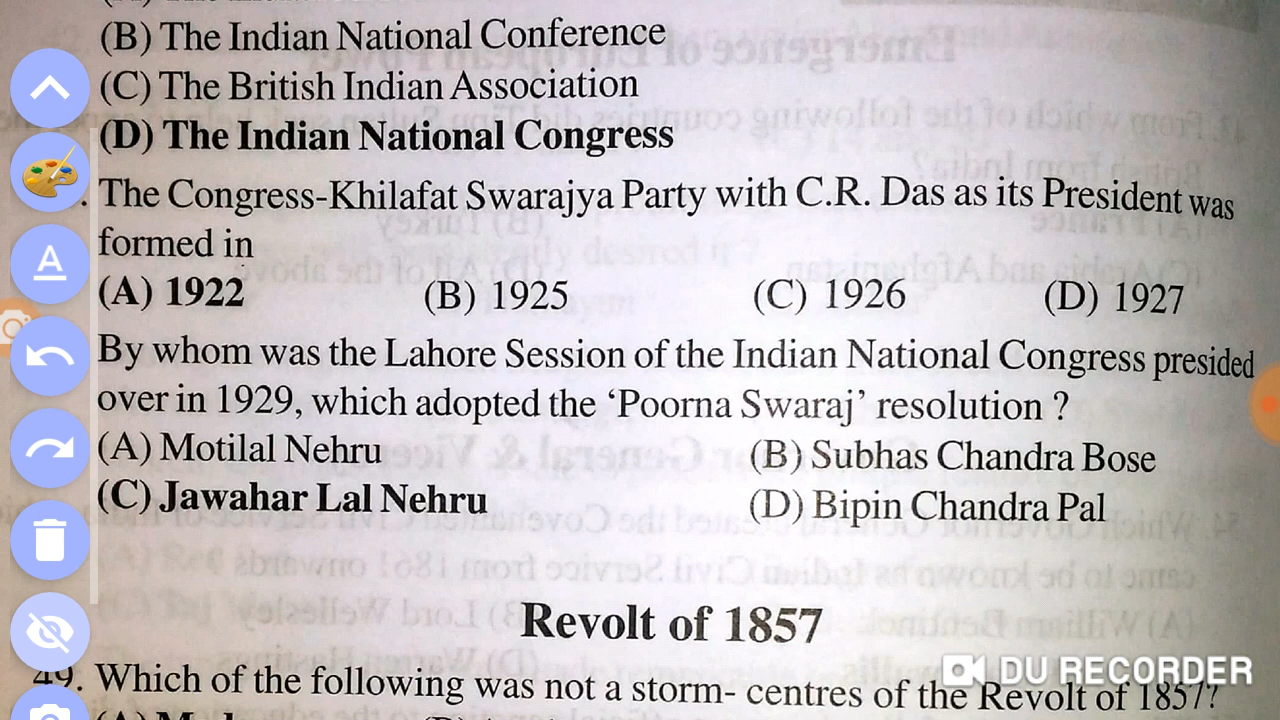 (B) The Indian National Conference
(C) The British Indian Association
(D) The Indian National Congress
. The Congress-Khilafat Swarajya Party with C.R. Das as its President was
formed in
(A) 1922 (B) 1925 (C) 1926 (D) 1927
By whom was the Lahore Session of the Indian National Congress presided
over in 1929, which adopted the ‘Poorna Swaraj’ resolution ?
(A) Motilal Nehru (B) Subhas Chandra Bose
(C) Jawahar Lal Nehru (D) Bipin Chandra Pal
Revolt of 1857
49. Which of the following was not a storm- centres of the Revolt of 1857?
DU RECORDER